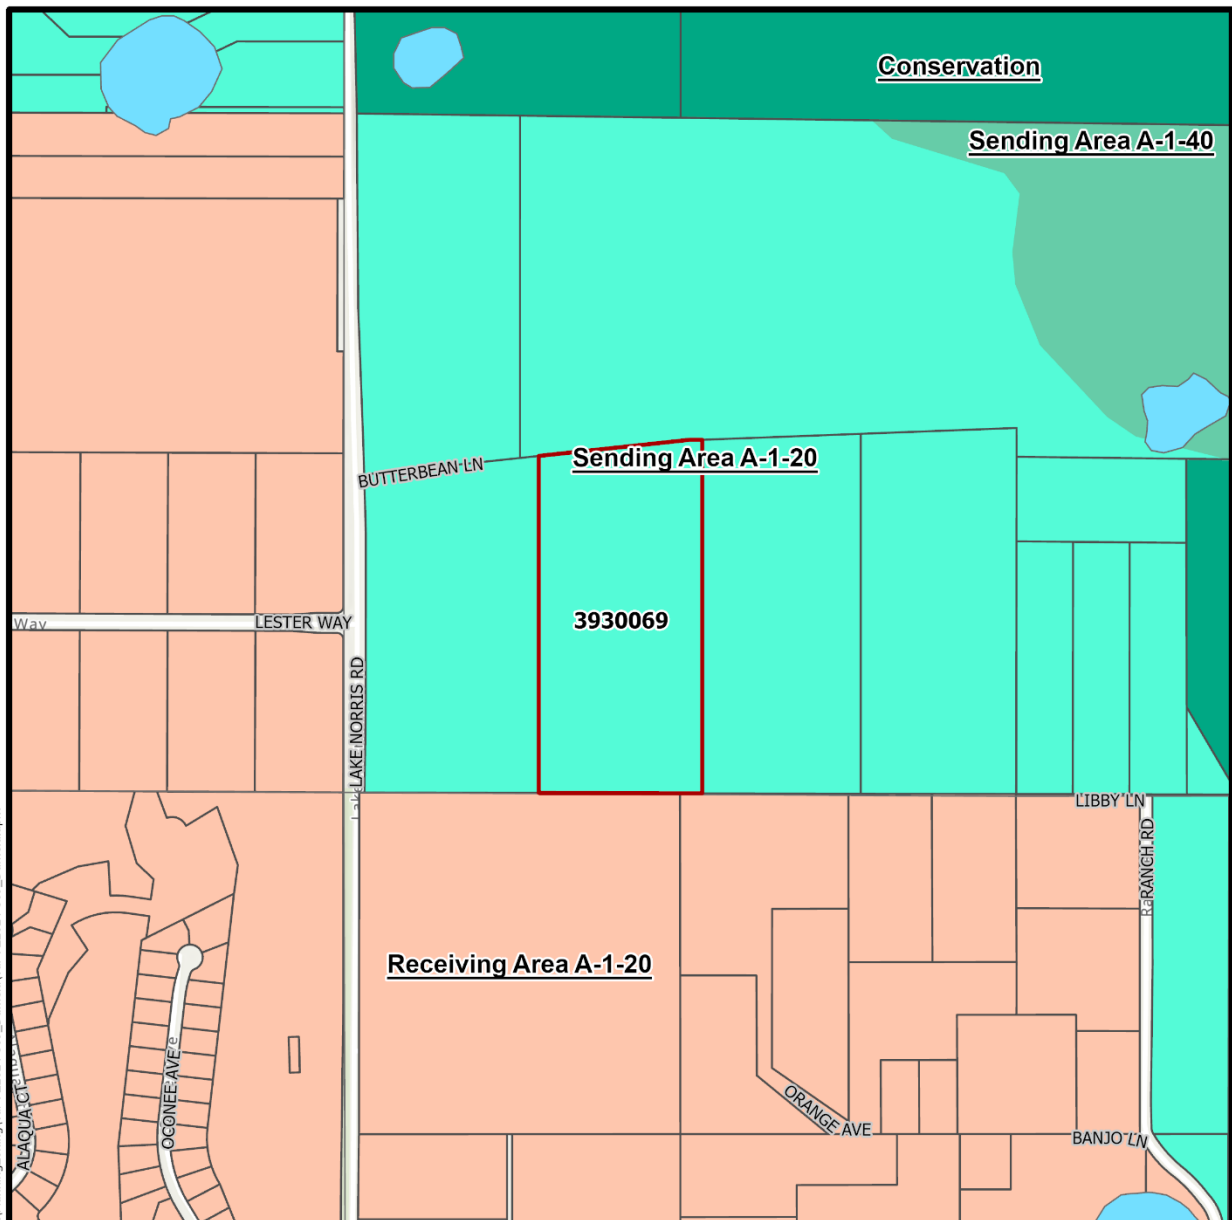 Conservation
Sending Area A-1-40
Sending Area A-1-20
BUTTERBEAN LN
3930069
Way
LESTER WAY
LAKE NORRIS RD
LIBBY LN
RANCH RD
Receiving Area A-1-20
OCONEE AVE
ALAQUA CT
ORANGE AVE
BANJO LN